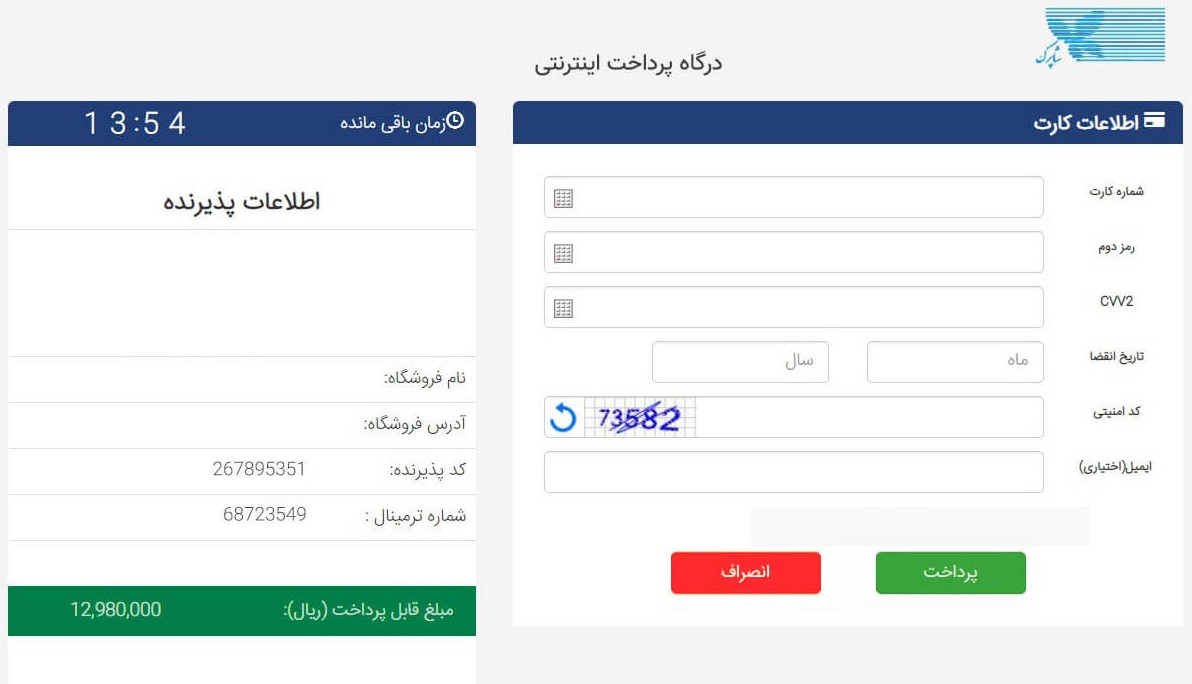 شاپرک
درگاه پرداخت اینترنتی
اطلاعات کارت
شماره کارت
رمز دوم
CVV2
تاریخ انقضا
ماه
سال
کد امنیتی
73582
ایمیل(اختیاری)
پرداخت
انصراف
زمان باقی مانده
13:54
اطلاعات پذیرنده
نام فروشگاه:
آدرس فروشگاه:
کد پذیرنده: 267895351
شماره ترمینال : 68723549
مبلغ قابل پرداخت (ریال): 12,980,000